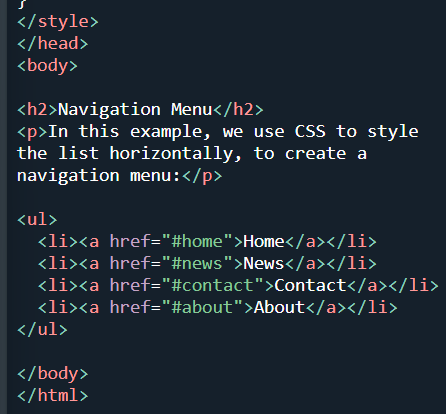 }
</style>
</head>
<body>

<h2>Navigation Menu</h2>
<p>In this example, we use CSS to style
the list horizontally, to create a
navigation menu:</p>

<ul>
  <li><a href="#home">Home</a></li>
  <li><a href="#news">News</a></li>
  <li><a href="#contact">Contact</a></li>
  <li><a href="#about">About</a></li>
</ul>

</body>
</html>